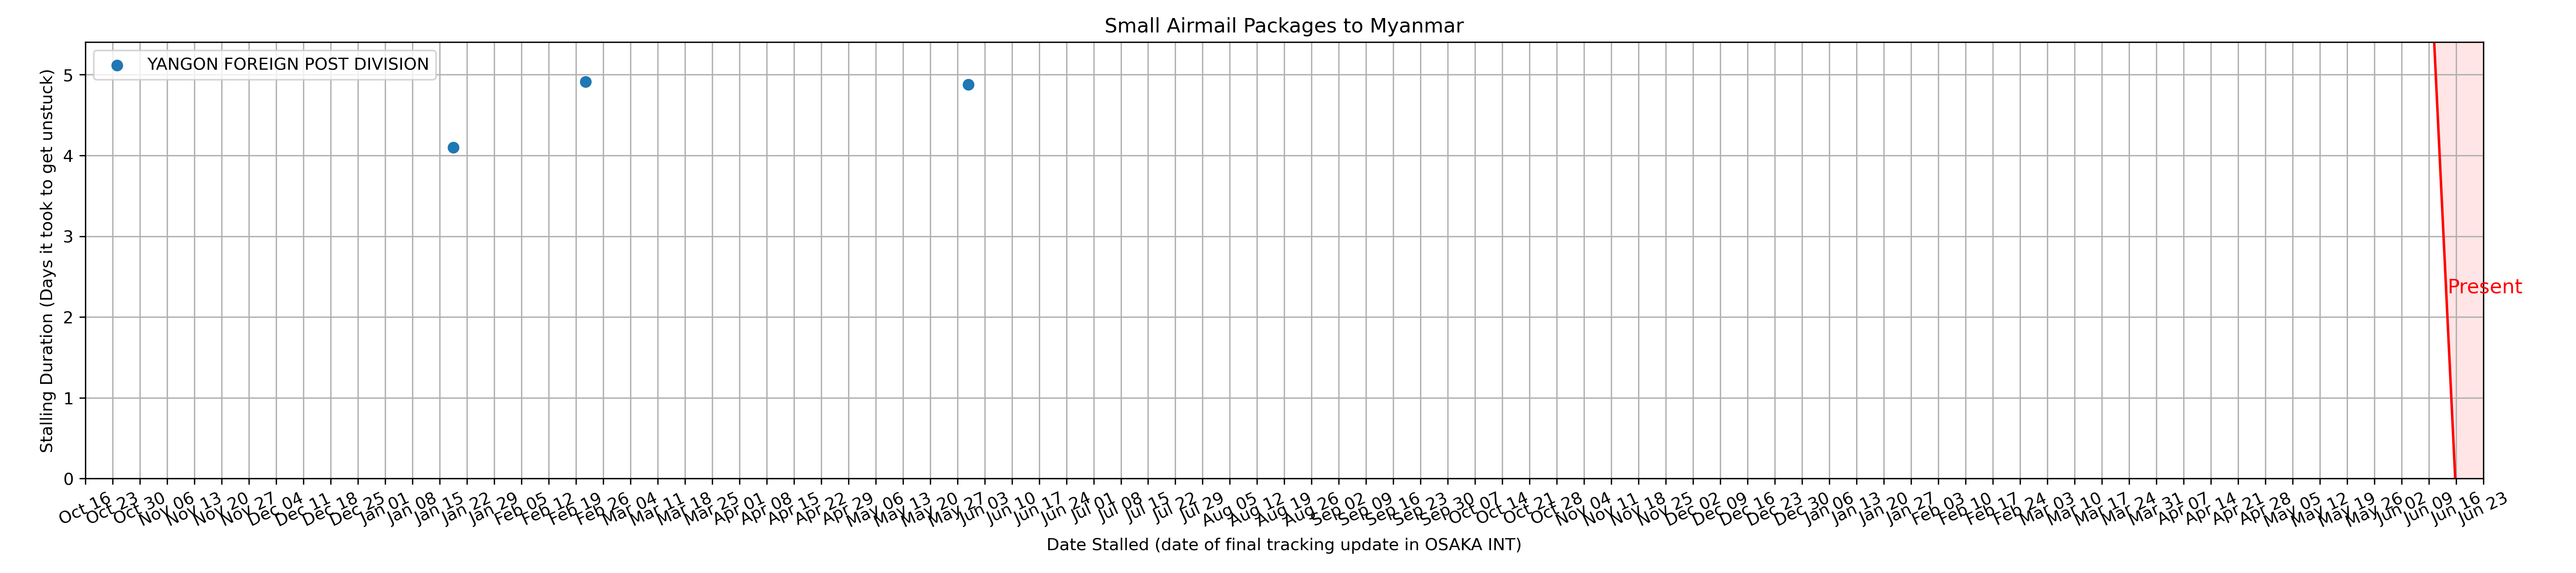 Small Airmail Packages to Myanmar
YANGON FOREIGN POST DIVISION
Stalling Duration (Days it took to get unstuck)
5
4
3
2
1
0
Present
Oct 16 Oct 23 Oct 30 Nov 06 Nov 13 Nov 20 Nov 27 Dec 04 Dec 11 Dec 18 Dec 25 Jan 01 Jan 08 Jan 15 Jan 22 Jan 29 Feb 05 Feb 12 Feb 19 Feb 26 Mar 04 Mar 11 Mar 18 Mar 25 Apr 01 Apr 08 Apr 15 Apr 22 Apr 29 May 06 May 13 May 20 May 27 Jun 03 Jun 10 Jun 17 Jun 24 Jul 01 Jul 08 Jul 15 Jul 22 Jul 29 Aug 05 Aug 12 Aug 19 Aug 26 Sep 02 Sep 09 Sep 16 Sep 23 Sep 30 Oct 07 Oct 14 Oct 21 Oct 28 Nov 04 Nov 11 Nov 18 Nov 25 Dec 02 Dec 09 Dec 16 Dec 23 Dec 30 Jan 06 Jan 13 Jan 20 Jan 27 Feb 03 Feb 10 Feb 17 Feb 24 Mar 03 Mar 10 Mar 17 Mar 24 Mar 31 Apr 07 Apr 14 Apr 21 Apr 28 May 05 May 12 May 19 May 26 Jun 02 Jun 09 Jun 16 Jun 23
Date Stalled (date of final tracking update in OSAKA INT)